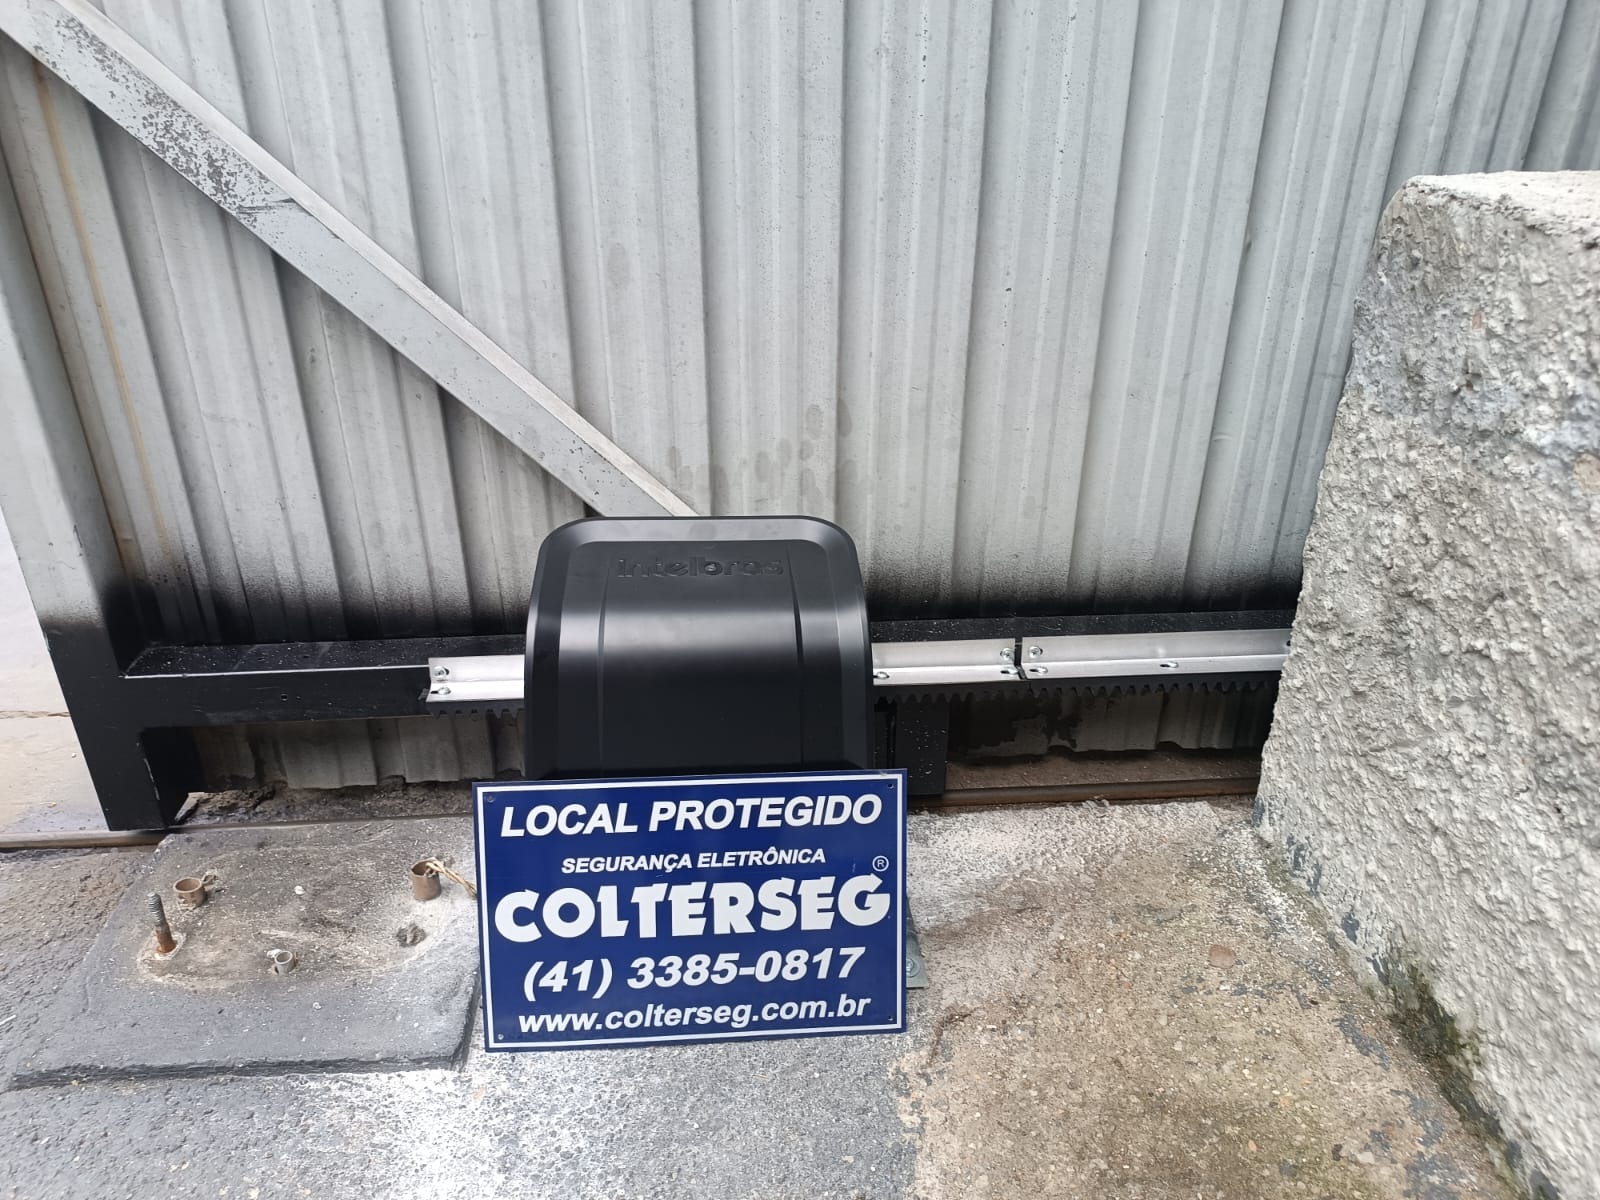 intelbras
LOCAL PROTEGIDO
SEGURANÇA ELETRÔNICA
COLTERSEG®
(41) 3385-0817
www.colterseg.com.br